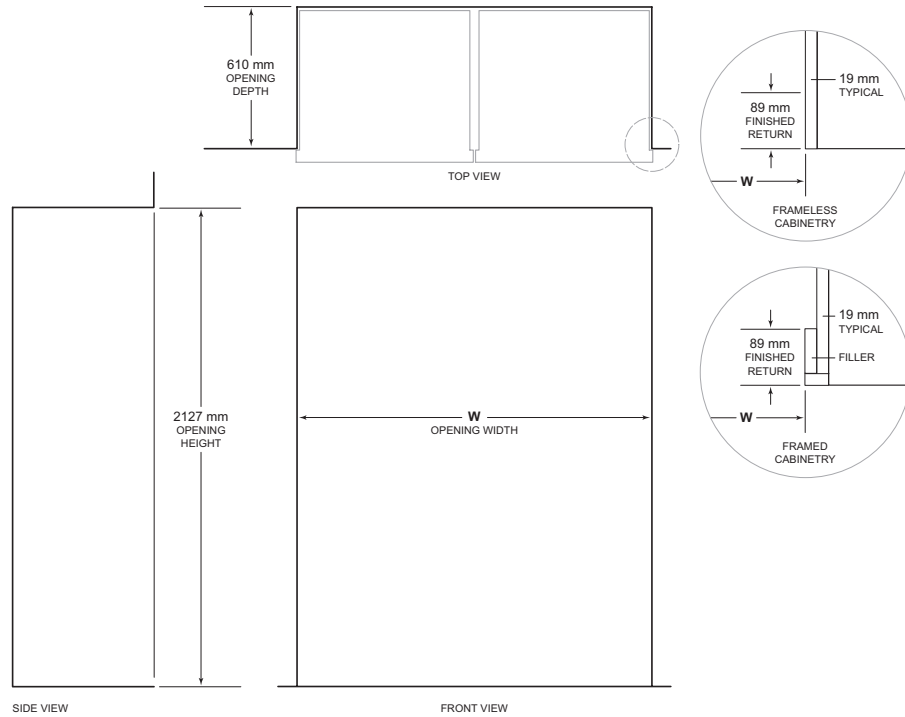 610 mm
OPENING
DEPTH
TOP VIEW
19 mm
TYPICAL
89 mm
FINISHED
RETURN
W
FRAMELESS
CABINETRY
19 mm
TYPICAL
89 mm
FINISHED
RETURN
FILLER
W
FRAMED
CABINETRY
2127 mm
OPENING
HEIGHT
W
OPENING WIDTH
SIDE VIEW
FRONT VIEW